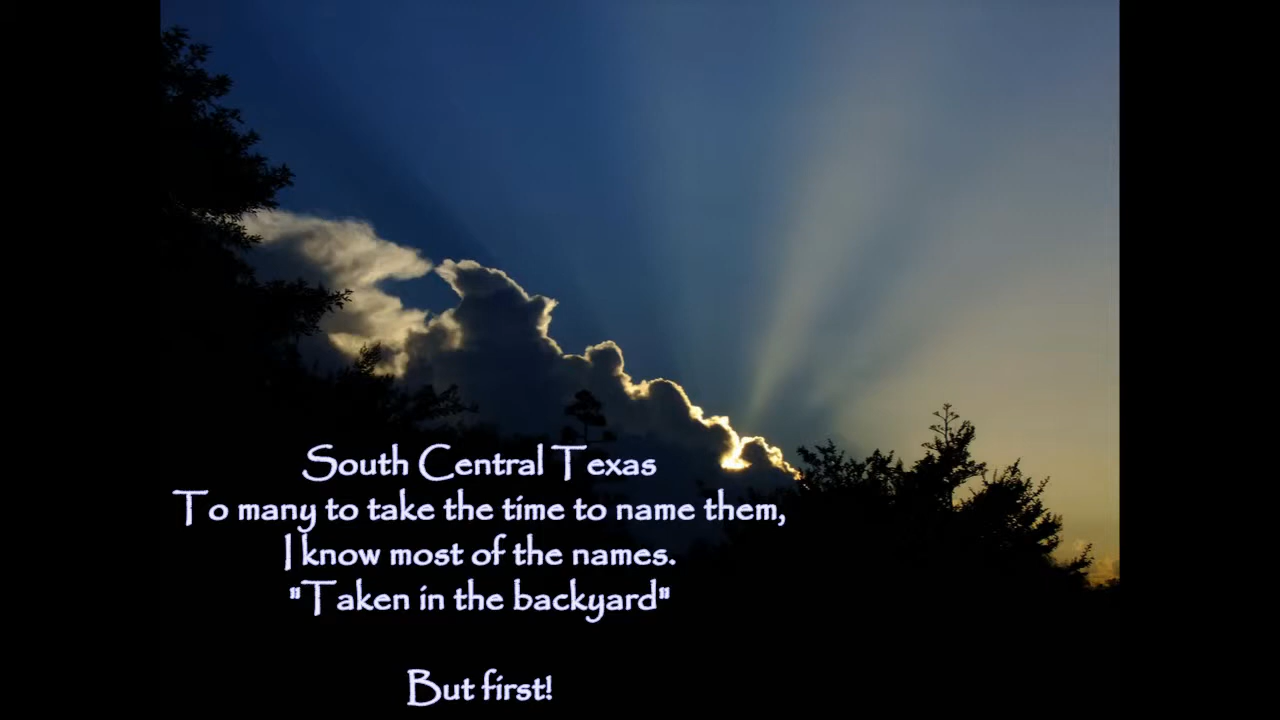 South Central Texas
To many to take the time to name them,
I know most of the names.
"Taken in the backyard"
But first!